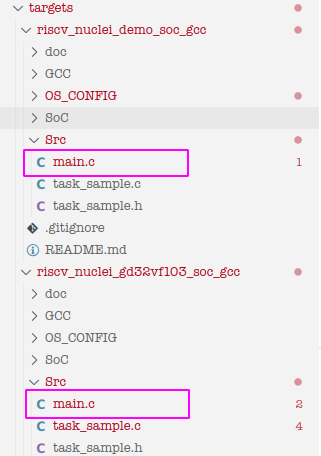 targets
riscv_nuclei_demo_soc_gcc
doc
GCC
OS_CONFIG
SoC
Src
C main.c 1
C task_sample.c
C task_sample.h
.gitignore
README.md
riscv_nuclei_gd32vf103_soc_gcc
doc
GCC
OS_CONFIG
SoC
Src
C main.c 2
C task_sample.c 4
C task_sample.h